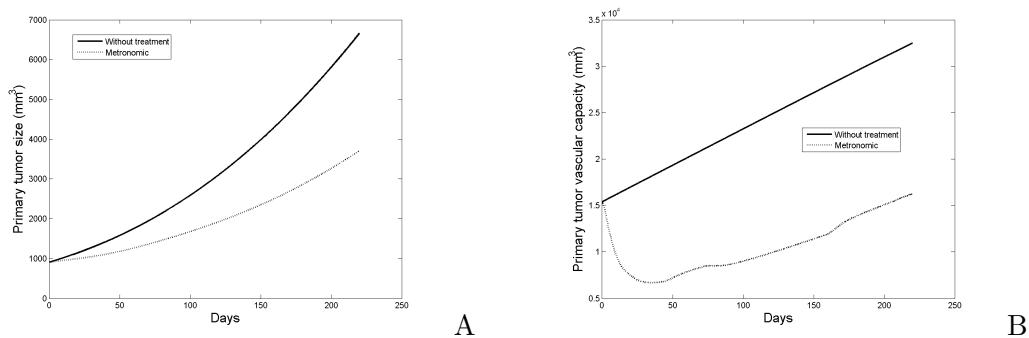 7000
6000
5000
4000
3000
2000
1000
0
Primary tumor size (mm³)
Without treatment
Metronomic
0 50 100 150 200 250
Days
A
x 10⁴
3.5
3
2.5
2
1.5
1
0.5
Primary tumor vascular capacity (mm³)
Without treatment
Metronomic
0 50 100 150 200 250
Days
B